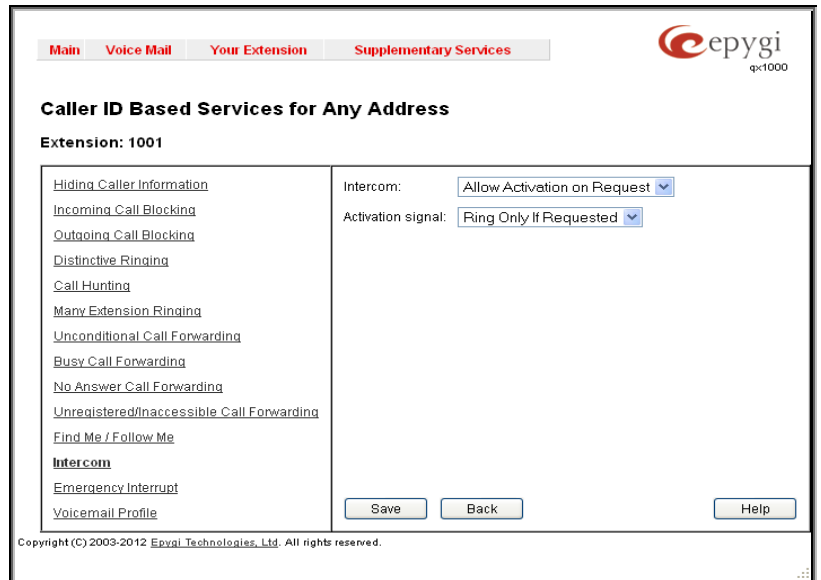 Main Voice Mail Your Extension Supplementary Services
epygi
qx1000
Caller ID Based Services for Any Address
Extension: 1001
Hiding Caller Information
Incoming Call Blocking
Outgoing Call Blocking
Distinctive Ringing
Call Hunting
Many Extension Ringing
Unconditional Call Forwarding
Busy Call Forwarding
No Answer Call Forwarding
Unregistered/Inaccessible Call Forwarding
Find Me / Follow Me
Intercom
Emergency Interrupt
Voicemail Profile
Intercom: Allow Activation on Request
Activation signal: Ring Only If Requested
Save Back Help
Copyright (C) 2003-2012 Epygi Technologies, Ltd. All rights reserved.